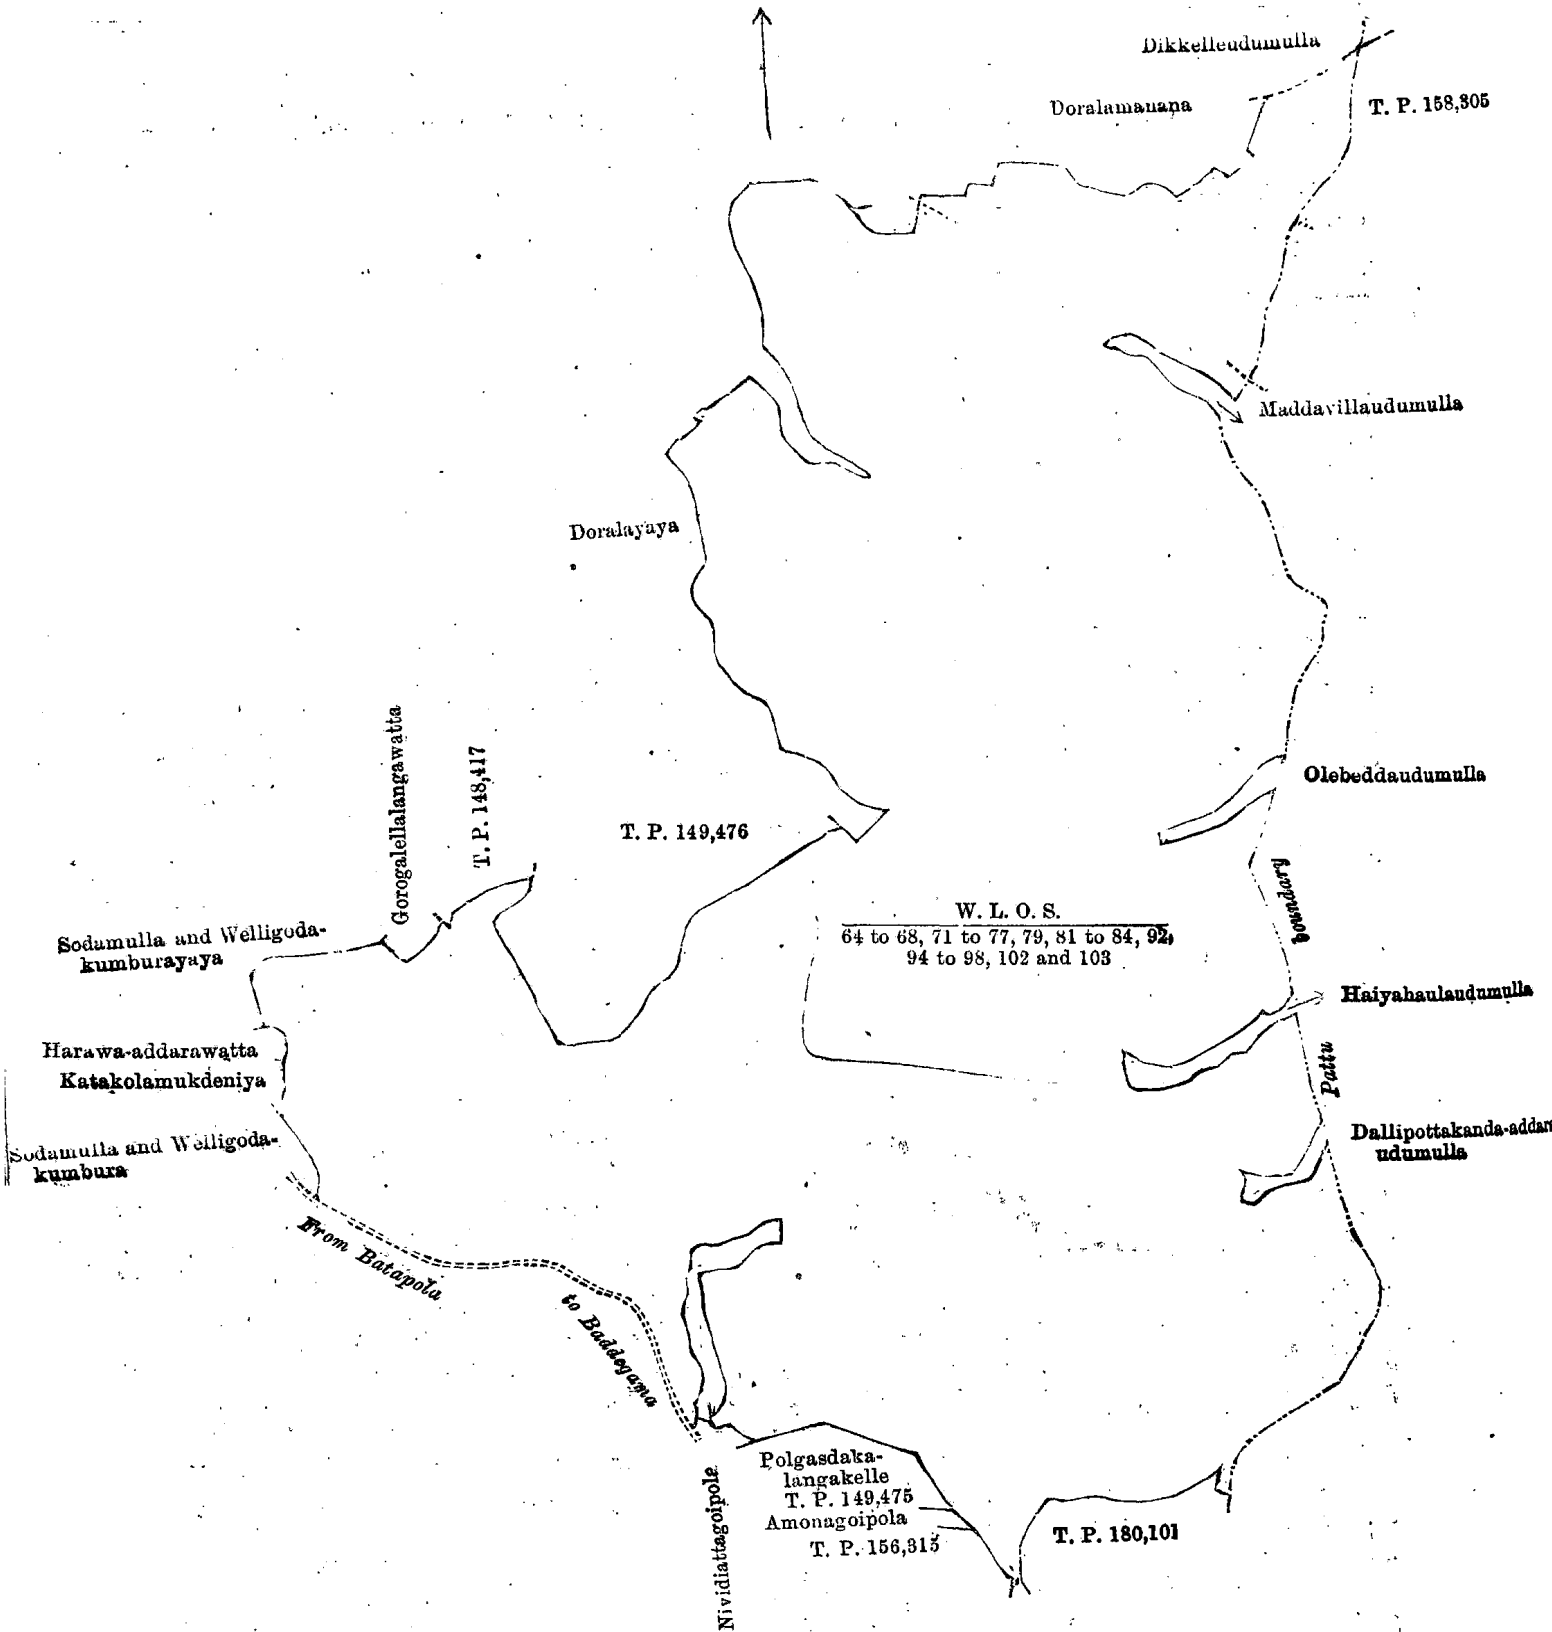 Dikkelleudumulla
Doralamanana
T. P. 158,305
Maddavillaudumulla
Doralayaya
Gorogalellalangawatta
T. P. 148,417
T. P. 149,476
Olebeddaudumulla
boundary
W. L. O. S.
64 to 68, 71 to 77, 79, 81 to 84, 92,
94 to 98, 102 and 103
Sodamulla and Welligoda-
kumburayaya
Haiyahaulaudumulla
Harawa-addarawatta
Katakolamukdeniya
Pattu
Sodamulla and Welligoda-
kumbura
Dallipottakanda-addara
udumulla
From Batapola
to Baddegama
Nividiattagoipola
Polgasdaka-
langakelle
T. P. 149,475
Amonagoipola
T. P. 156,315
T. P. 180,101